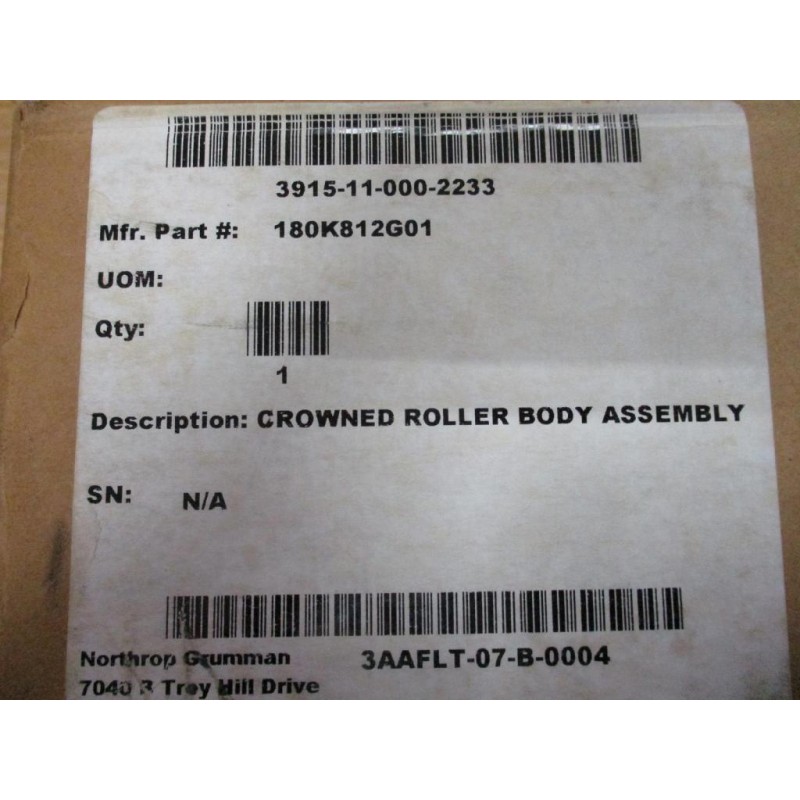 3915-11-000-2233
Mfr. Part #: 180K812G01
UOM:
Qty:
1
Description: CROWNED ROLLER BODY ASSEMBLY
SN: N/A
Northrop Grumman 3AAFLT-07-B-0004
7040 B Troy Hill Drive